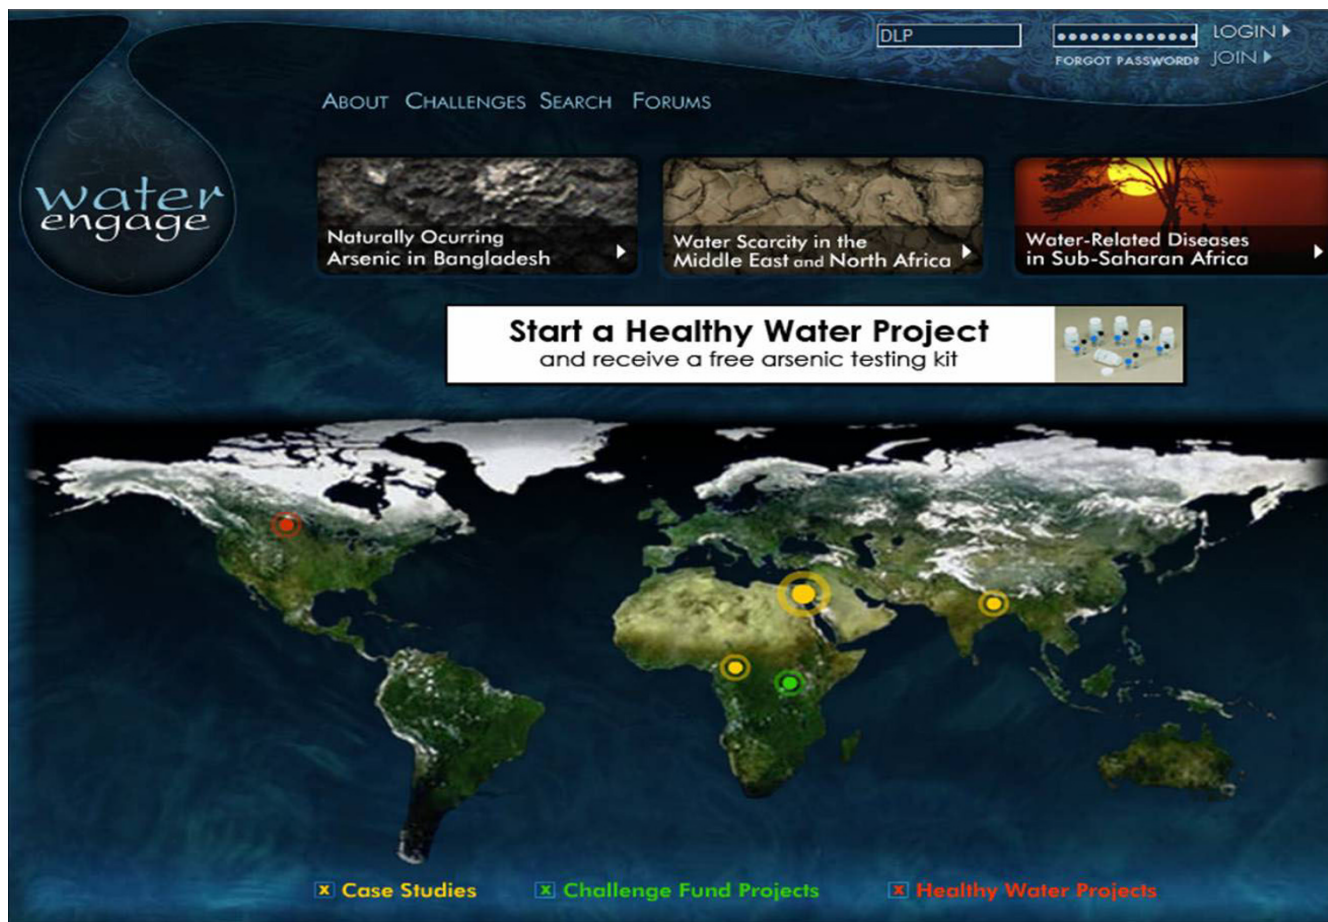 DLP
LOGIN
FORGOT PASSWORD?
JOIN
ABOUT CHALLENGES SEARCH FORUMS
water
engage
Naturally Ocurring
Arsenic in Bangladesh
Water Scarcity in the
Middle East and North Africa
Water-Related Diseases
in Sub-Saharan Africa
Start a Healthy Water Project
and receive a free arsenic testing kit
x Case Studies
x Challenge Fund Projects
x Healthy Water Projects